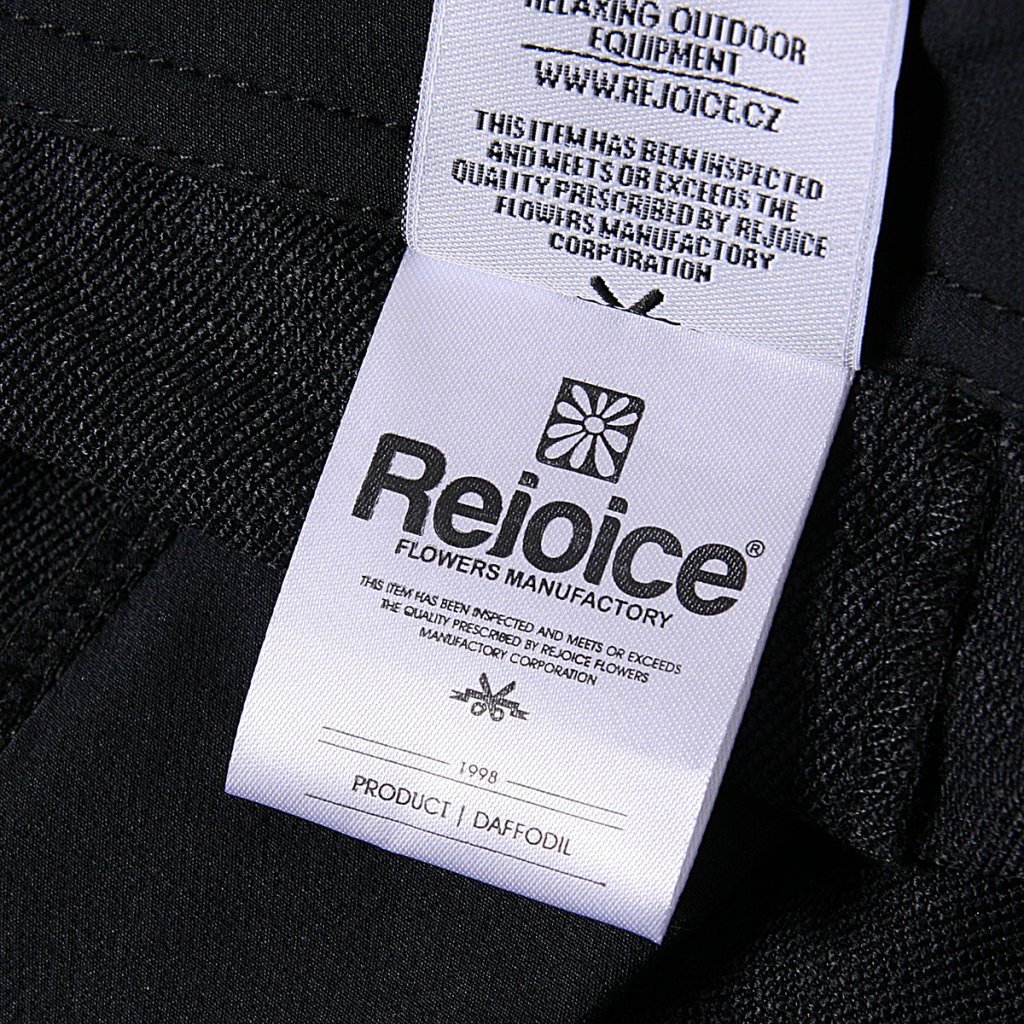 RELAXING OUTDOOR
EQUIPMENT
WWW.REJOICE.CZ
THIS ITEM HAS BEEN INSPECTED
AND MEETS OR EXCEEDS THE
QUALITY PRESCRIBED BY REJOICE
FLOWERS MANUFACTORY
CORPORATION
Rejoice®
FLOWERS MANUFACTORY
THIS ITEM HAS BEEN INSPECTED AND MEETS OR EXCEEDS
THE QUALITY PRESCRIBED BY REJOICE FLOWERS
MANUFACTORY CORPORATION
1998
PRODUCT | DAFFODIL